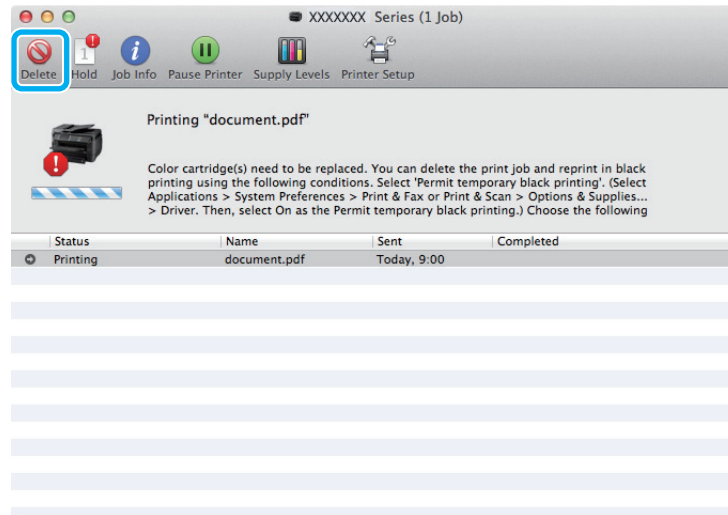 XXXXXXX Series (1 Job)
Delete Hold Job Info Pause Printer Supply Levels Printer Setup
Printing "document.pdf"
Color cartridge(s) need to be replaced. You can delete the print job and reprint in black
printing using the following conditions. Select 'Permit temporary black printing'. (Select
Applications > System Preferences > Print & Fax or Print & Scan > Options & Supplies...
> Driver. Then, select On as the Permit temporary black printing.) Choose the following
Status Name Sent Completed
Printing document.pdf Today, 9:00